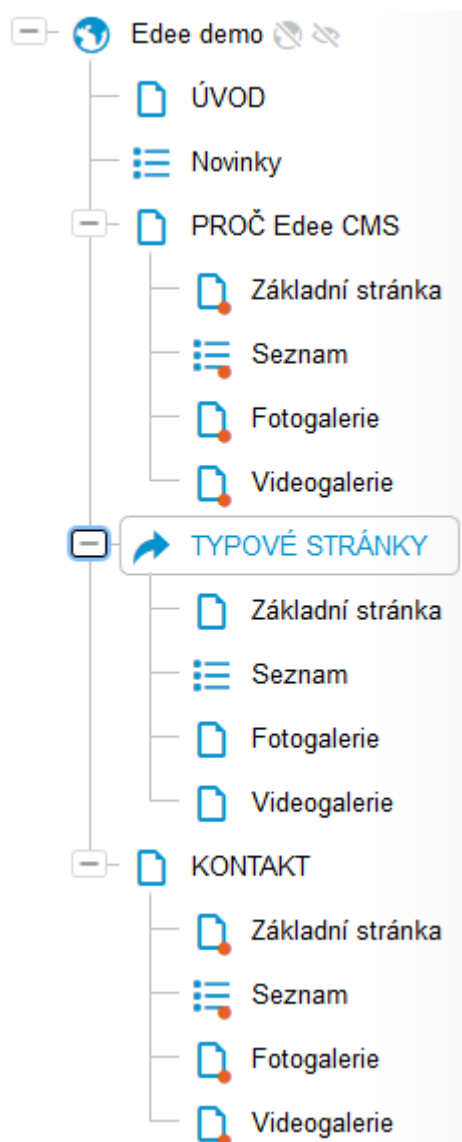 Edee demo
ÚVOD
Novinky
PROČ Edee CMS
Základní stránka
Seznam
Fotogalerie
Videogalerie
TYPOVÉ STRÁNKY
Základní stránka
Seznam
Fotogalerie
Videogalerie
KONTAKT
Základní stránka
Seznam
Fotogalerie
Videogalerie